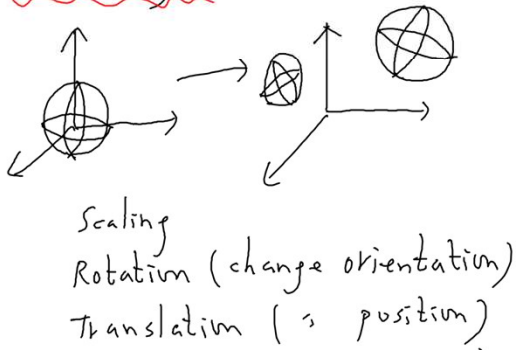 Scaling
Rotation (change orientation)
Translation ( " position)